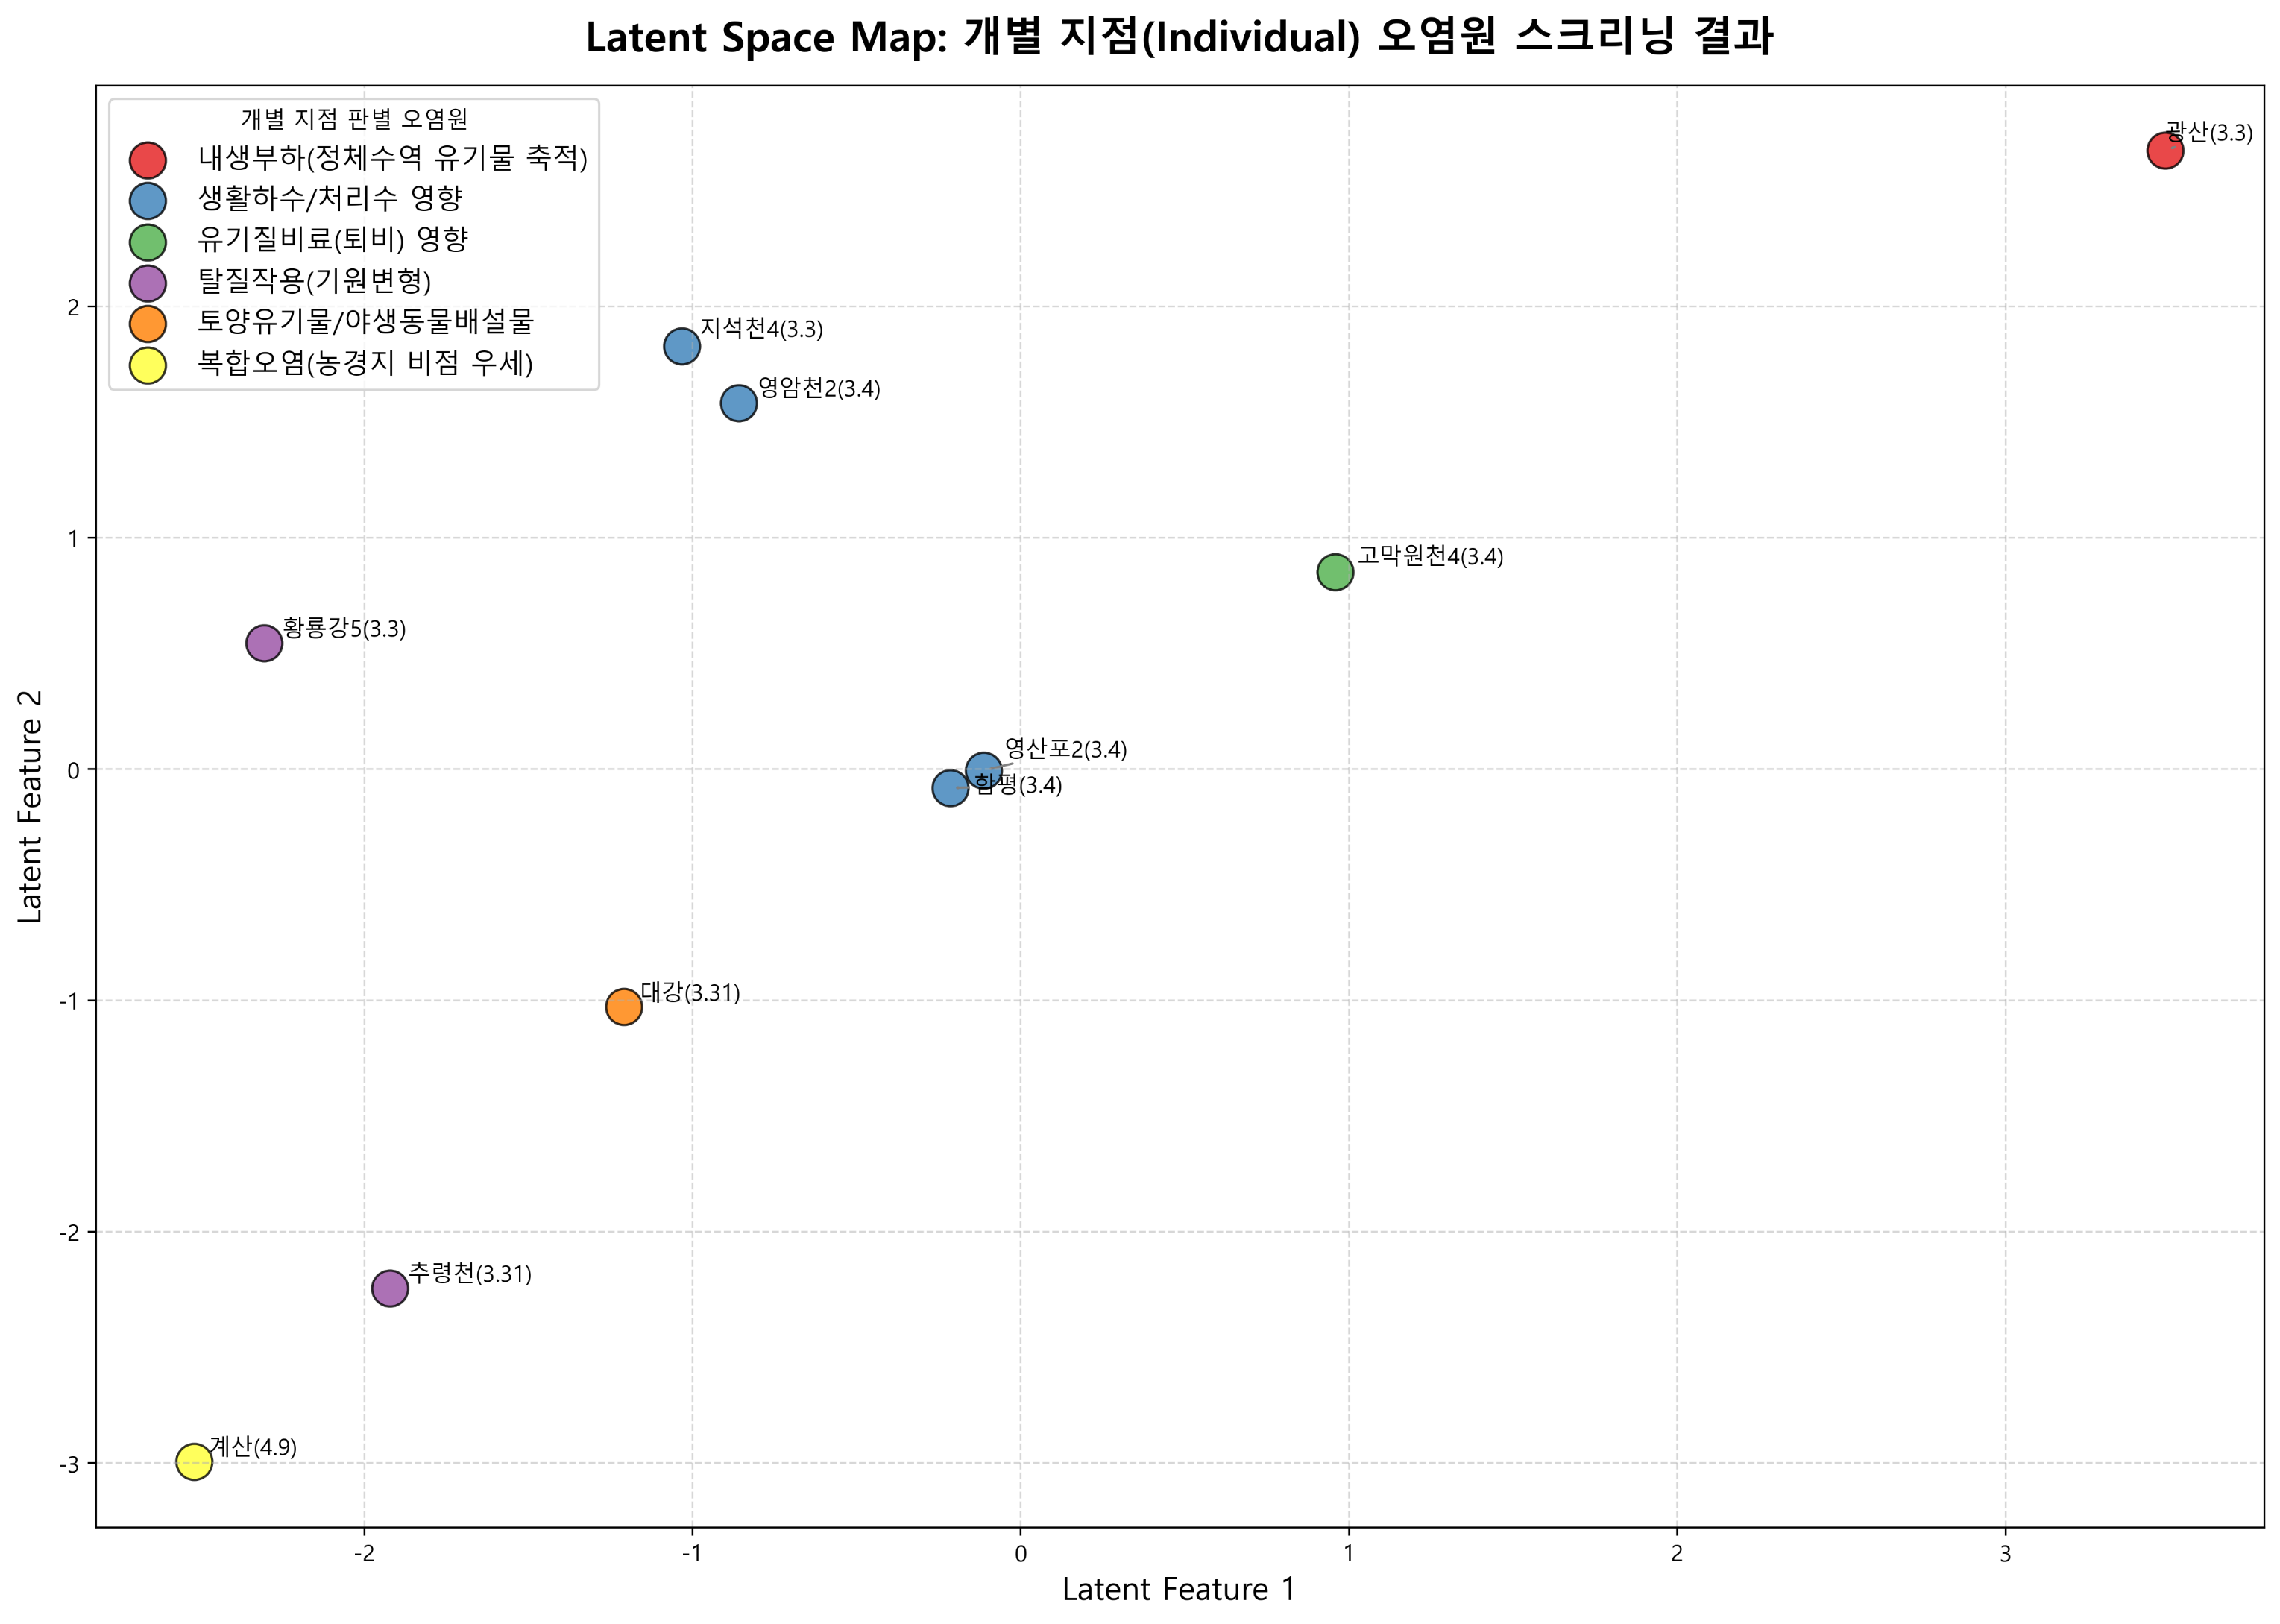 Latent Space Map: 개별 지점(Individual) 오염원 스크리닝 결과
개별 지점 판별 오염원
내생부하(정체수역 유기물 축적)
생활하수/처리수 영향
유기질비료(퇴비) 영향
탈질작용(기원변형)
토양유기물/야생동물배설물
복합오염(농경지 비점 우세)
광산(3.3)
지석천4(3.3)
영암천2(3.4)
고막원천4(3.4)
황룡강5(3.3)
영산포2(3.4)
함평(3.4)
대강(3.31)
추령천(3.31)
계산(4.9)
Latent Feature 2
2
1
0
-1
-2
-3
-2
-1
0
1
2
3
Latent Feature 1